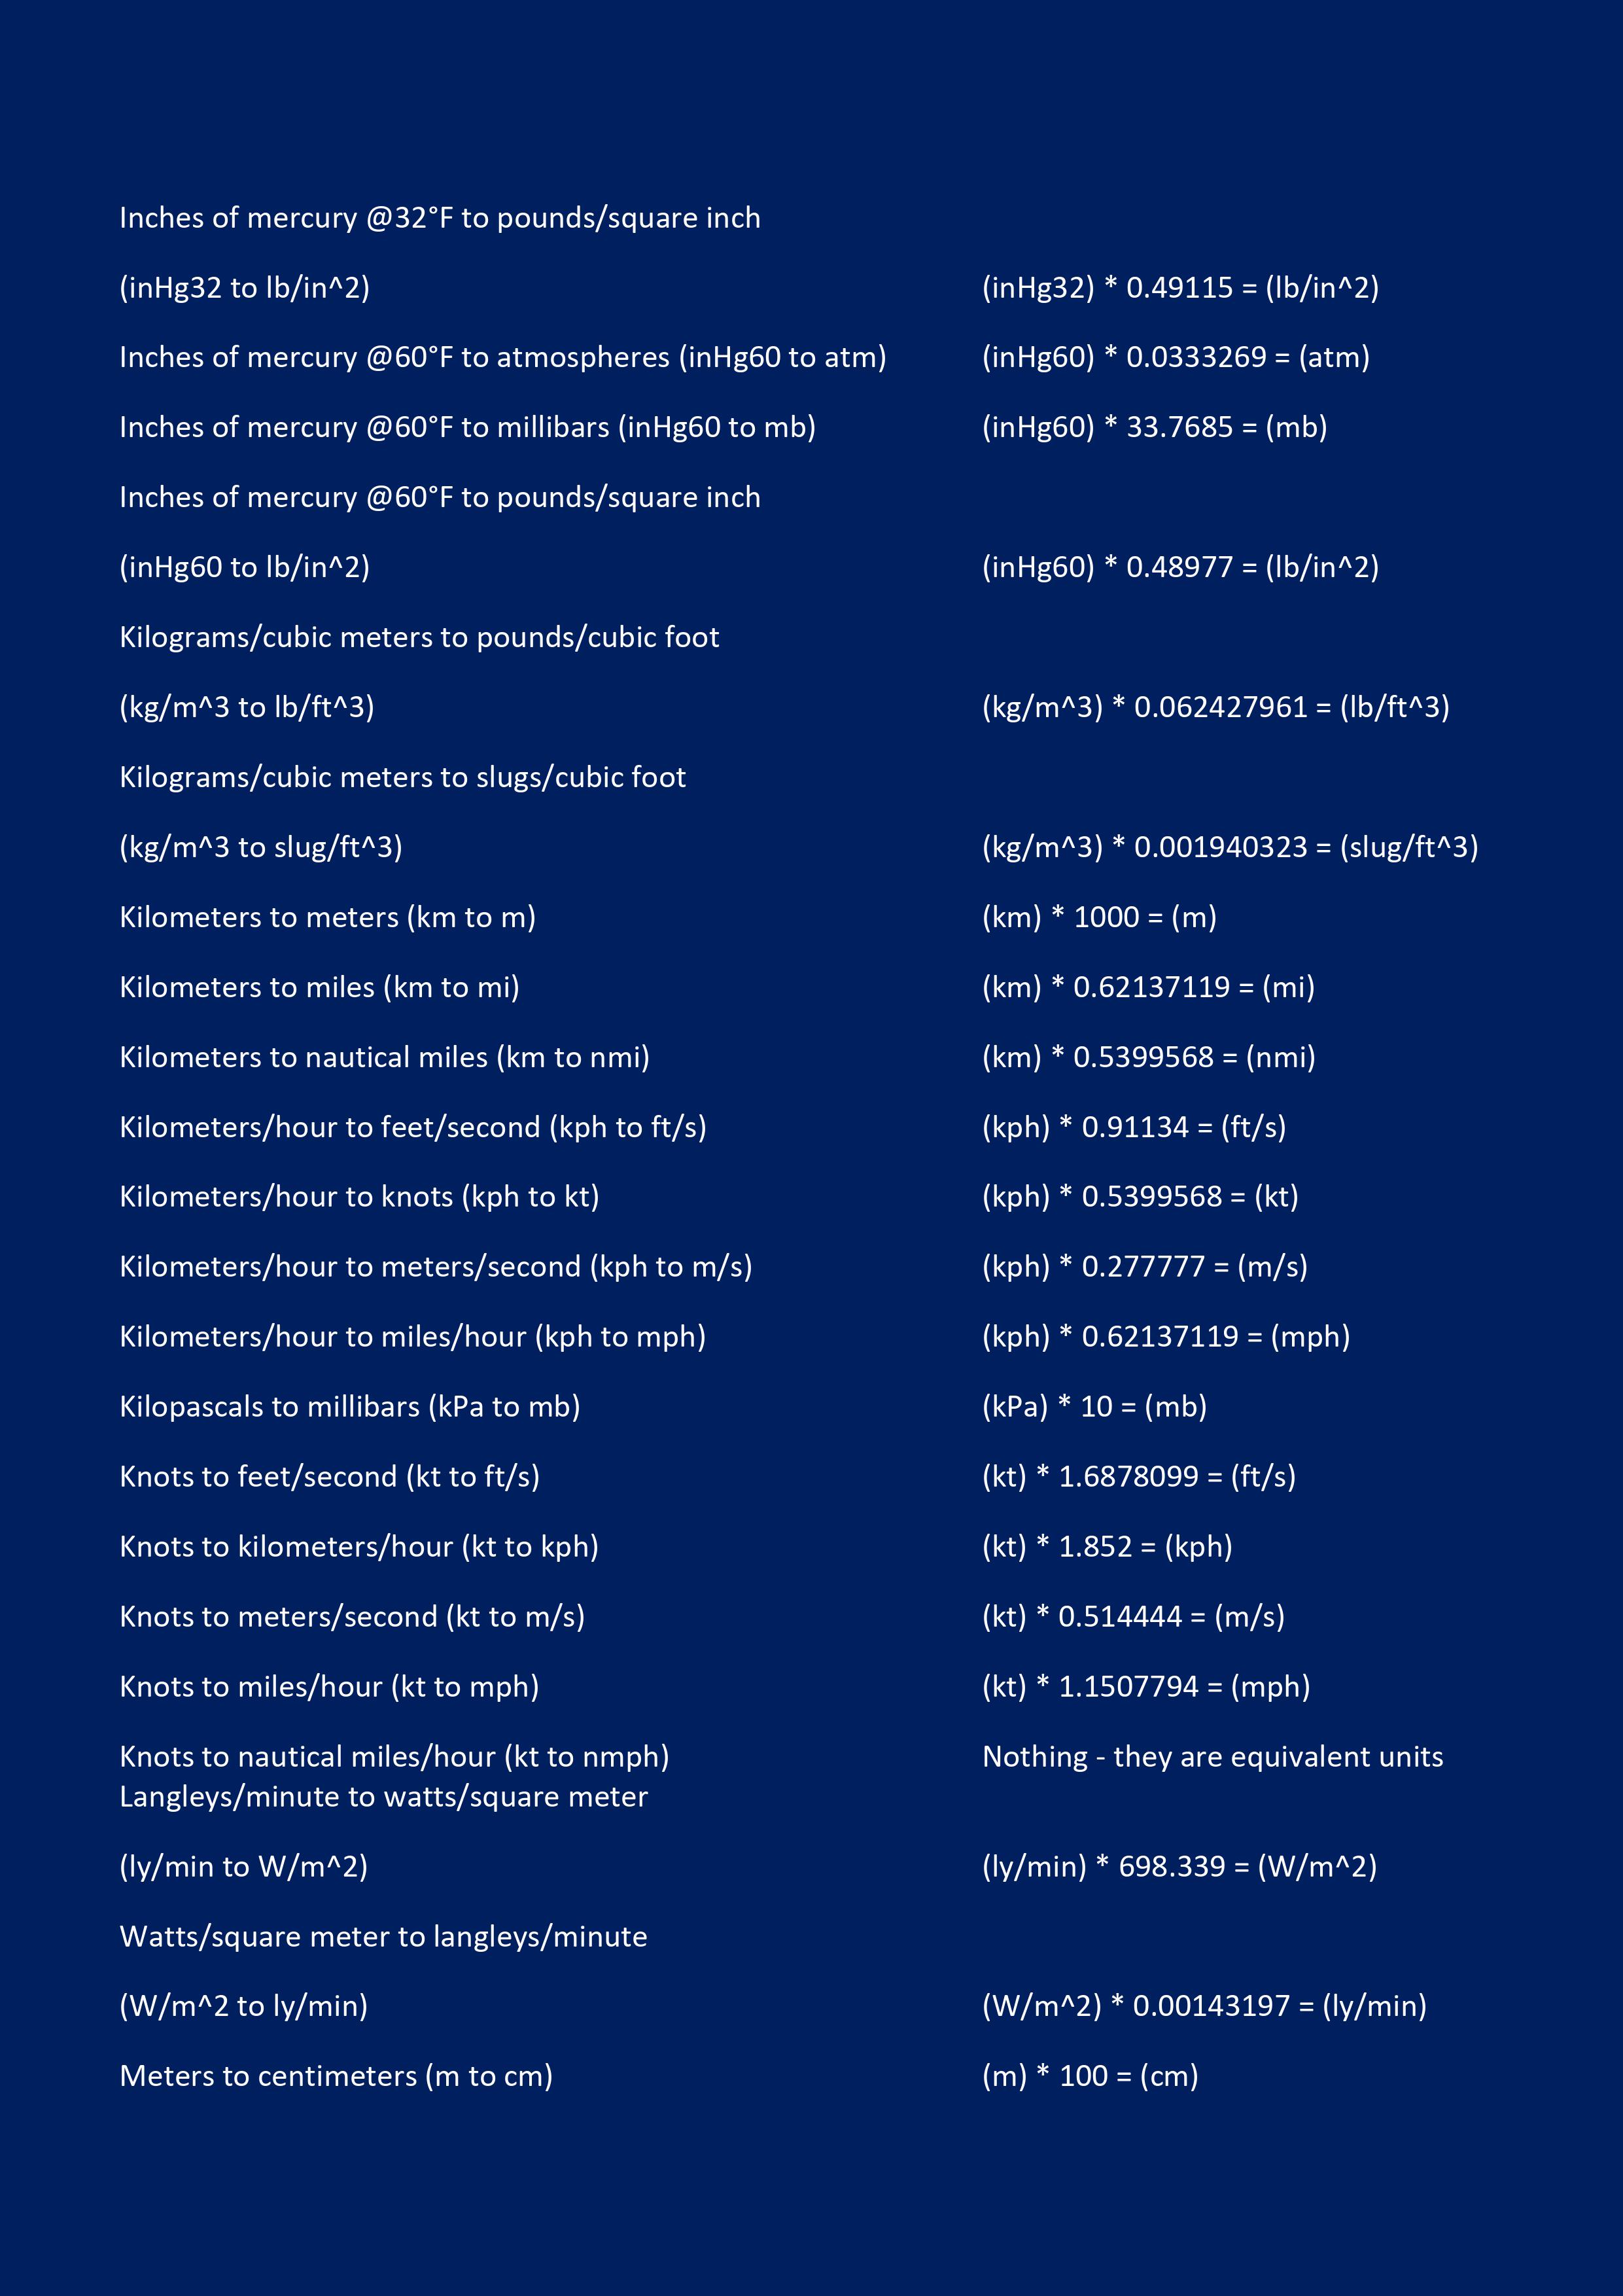 Inches of mercury @32°F to pounds/square inch
(inHg32 to lb/in^2) (inHg32) * 0.49115 = (lb/in^2)
Inches of mercury @60°F to atmospheres (inHg60 to atm) (inHg60) * 0.0333269 = (atm)
Inches of mercury @60°F to millibars (inHg60 to mb) (inHg60) * 33.7685 = (mb)
Inches of mercury @60°F to pounds/square inch
(inHg60 to lb/in^2) (inHg60) * 0.48977 = (lb/in^2)
Kilograms/cubic meters to pounds/cubic foot
(kg/m^3 to lb/ft^3) (kg/m^3) * 0.062427961 = (lb/ft^3)
Kilograms/cubic meters to slugs/cubic foot
(kg/m^3 to slug/ft^3) (kg/m^3) * 0.001940323 = (slug/ft^3)
Kilometers to meters (km to m) (km) * 1000 = (m)
Kilometers to miles (km to mi) (km) * 0.62137119 = (mi)
Kilometers to nautical miles (km to nmi) (km) * 0.5399568 = (nmi)
Kilometers/hour to feet/second (kph to ft/s) (kph) * 0.91134 = (ft/s)
Kilometers/hour to knots (kph to kt) (kph) * 0.5399568 = (kt)
Kilometers/hour to meters/second (kph to m/s) (kph) * 0.277777 = (m/s)
Kilometers/hour to miles/hour (kph to mph) (kph) * 0.62137119 = (mph)
Kilopascals to millibars (kPa to mb) (kPa) * 10 = (mb)
Knots to feet/second (kt to ft/s) (kt) * 1.6878099 = (ft/s)
Knots to kilometers/hour (kt to kph) (kt) * 1.852 = (kph)
Knots to meters/second (kt to m/s) (kt) * 0.514444 = (m/s)
Knots to miles/hour (kt to mph) (kt) * 1.1507794 = (mph)
Knots to nautical miles/hour (kt to nmph) Nothing - they are equivalent units
Langleys/minute to watts/square meter
(ly/min to W/m^2) (ly/min) * 698.339 = (W/m^2)
Watts/square meter to langleys/minute
(W/m^2 to ly/min) (W/m^2) * 0.00143197 = (ly/min)
Meters to centimeters (m to cm) (m) * 100 = (cm)